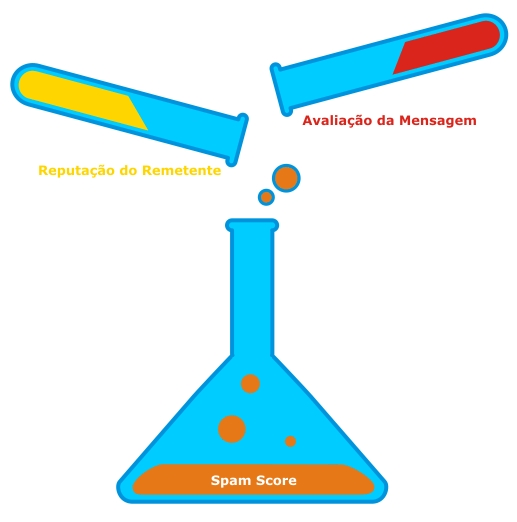 Avaliação da Mensagem
Reputação do Remetente
Spam Score